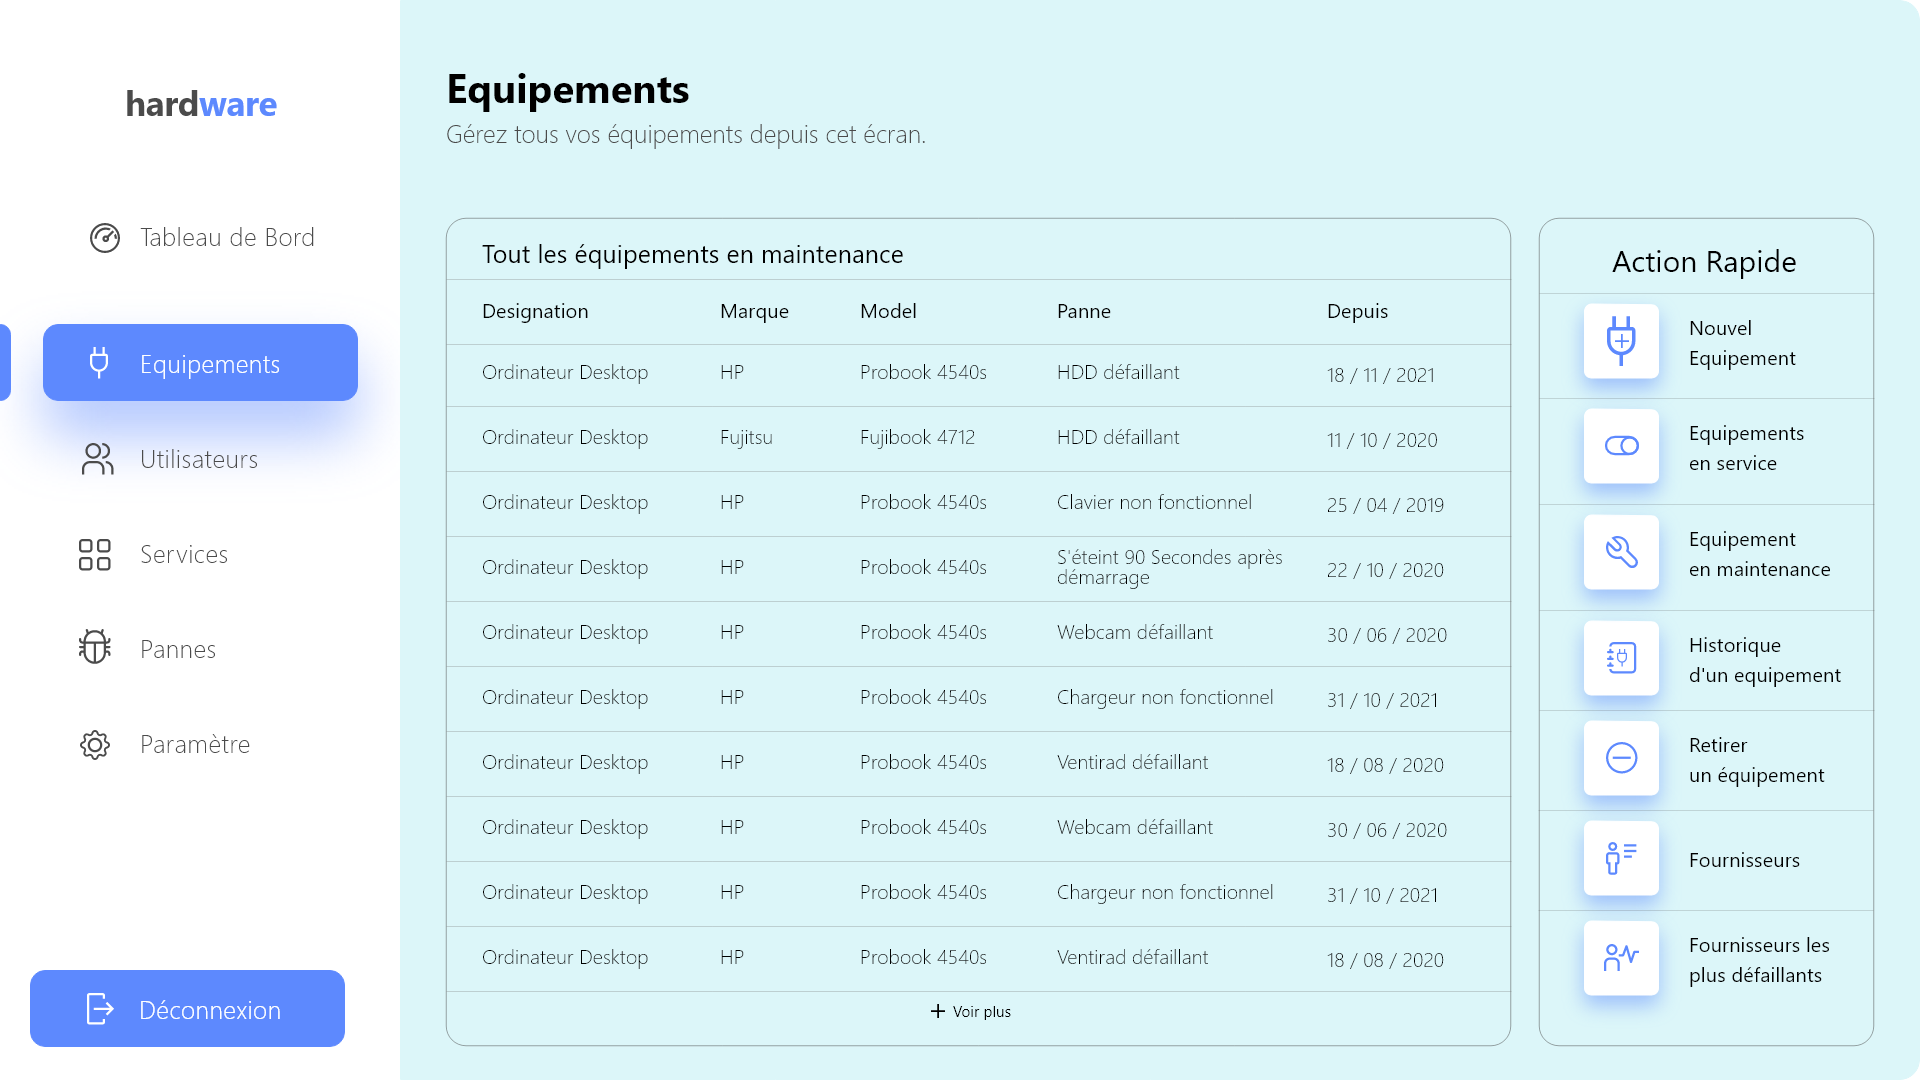 hardware
Tableau de Bord
Equipements
Utilisateurs
Services
Pannes
Paramètre
Déconnexion
Equipements
Gérez tous vos équipements depuis cet écran.
Tout les équipements en maintenance
Designation Marque Model Panne Depuis
Ordinateur Desktop HP Probook 4540s HDD défaillant 18 / 11 / 2021
Ordinateur Desktop Fujitsu Fujibook 4712 HDD défaillant 11 / 10 / 2020
Ordinateur Desktop HP Probook 4540s Clavier non fonctionnel 25 / 04 / 2019
Ordinateur Desktop HP Probook 4540s S'éteint 90 Secondes après
démarrage 22 / 10 / 2020
Ordinateur Desktop HP Probook 4540s Webcam défaillant 30 / 06 / 2020
Ordinateur Desktop HP Probook 4540s Chargeur non fonctionnel 31 / 10 / 2021
Ordinateur Desktop HP Probook 4540s Ventirad défaillant 18 / 08 / 2020
Ordinateur Desktop HP Probook 4540s Webcam défaillant 30 / 06 / 2020
Ordinateur Desktop HP Probook 4540s Chargeur non fonctionnel 31 / 10 / 2021
Ordinateur Desktop HP Probook 4540s Ventirad défaillant 18 / 08 / 2020
Voir plus
Action Rapide
Nouvel
Equipement
Equipements
en service
Equipement
en maintenance
Historique
d'un equipement
Retirer
un équipement
Fournisseurs
Fournisseurs les
plus défaillants